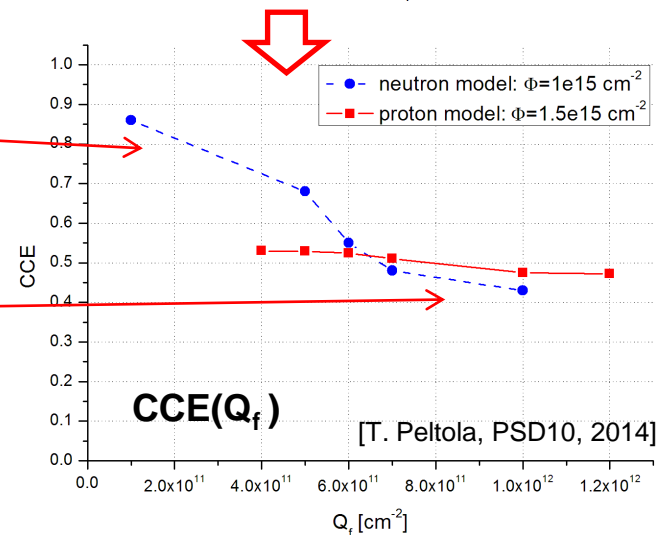 neutron model: Φ=1e15 cm⁻²
proton model: Φ=1.5e15 cm⁻²
1.0
0.9
0.8
0.7
0.6
0.5
0.4
0.3
0.2
0.1
0.0
CCE
CCE(Q_f )
[T. Peltola, PSD10, 2014]
0.0 2.0x10¹¹ 4.0x10¹¹ 6.0x10¹¹ 8.0x10¹¹ 1.0x10¹² 1.2x10¹²
Q_f [cm⁻²]